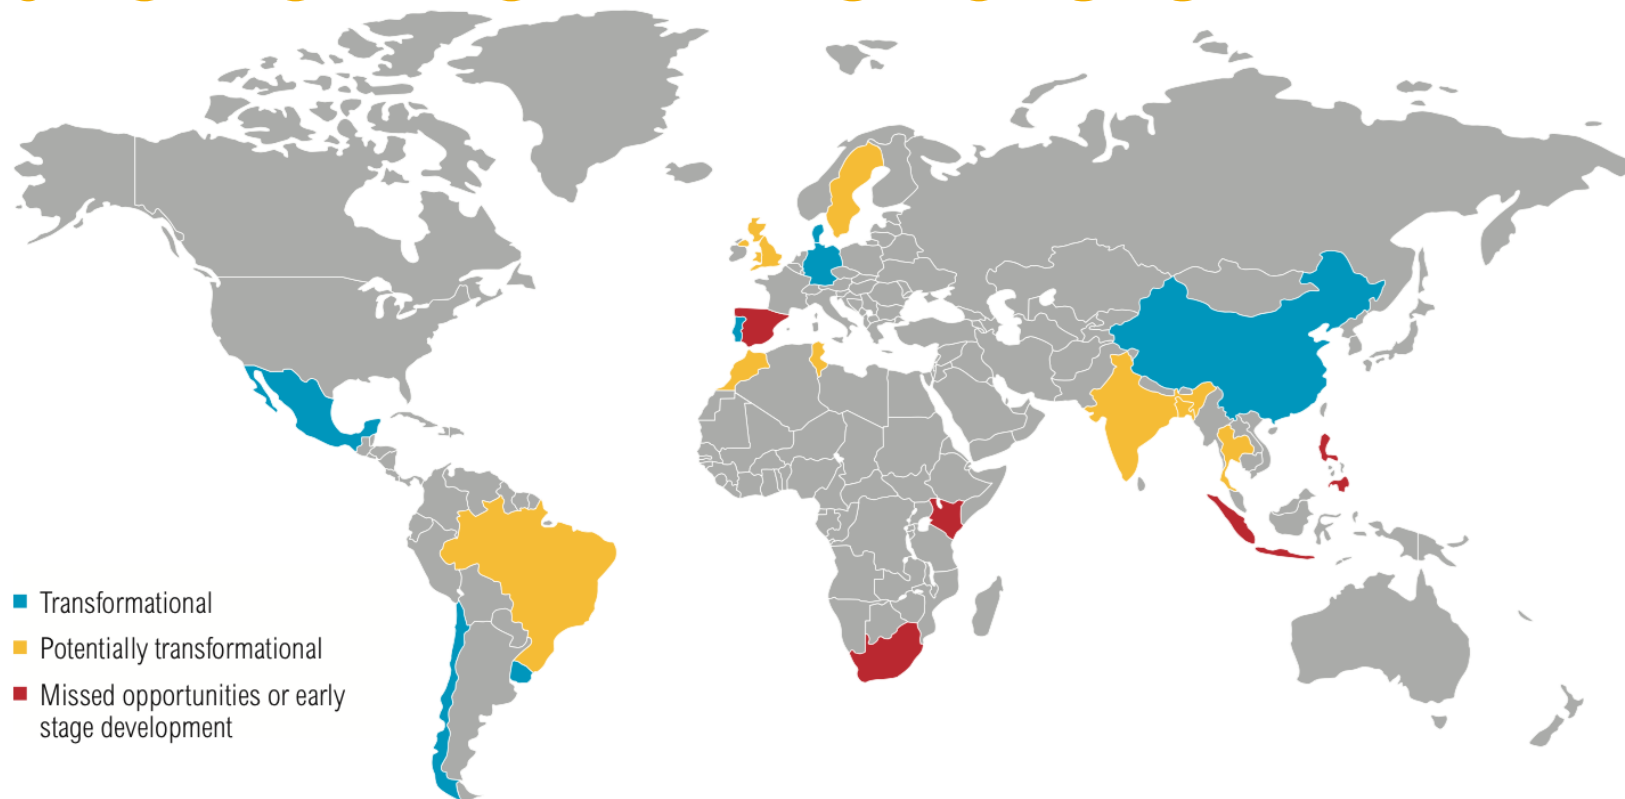 Transformational
Potentially transformational
Missed opportunities or early
stage development